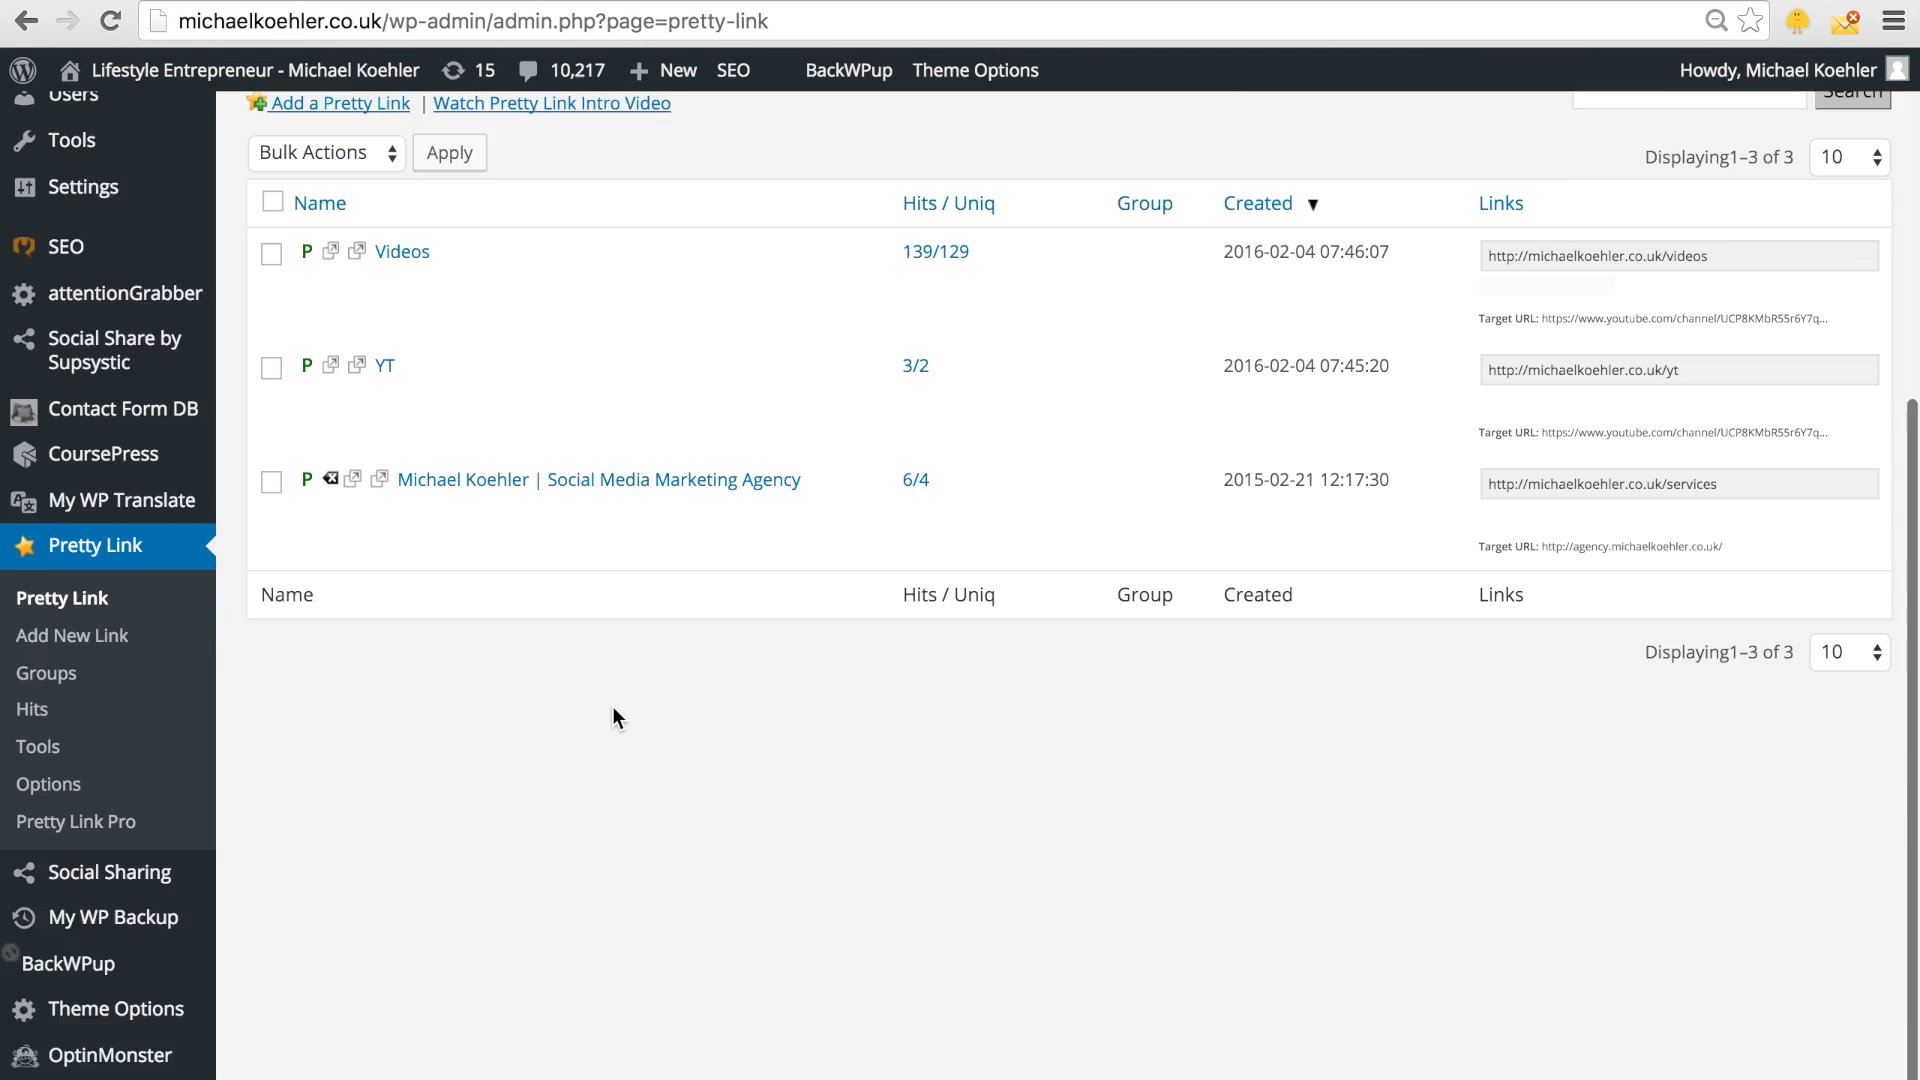 michaelkoehler.co.uk/wp-admin/admin.php?page=pretty-link
Lifestyle Entrepreneur - Michael Koehler 15 10,217 New SEO BackWPup Theme Options Howdy, Michael Koehler
Users
Tools
Settings
SEO
attentionGrabber
Social Share by
Supsystic
Contact Form DB
CoursePress
My WP Translate
Pretty Link
Pretty Link
Add New Link
Groups
Hits
Tools
Options
Pretty Link Pro
Social Sharing
My WP Backup
BackWPup
Theme Options
OptinMonster
Add a Pretty Link | Watch Pretty Link Intro Video Search
Bulk Actions Apply Displaying1–3 of 3 10
Name Hits / Uniq Group Created ▼ Links
P Videos 139/129 2016-02-04 07:46:07 http://michaelkoehler.co.uk/videos
Target URL: https://www.youtube.com/channel/UCP8KMbR55r6Y7q...
P YT 3/2 2016-02-04 07:45:20 http://michaelkoehler.co.uk/yt
Target URL: https://www.youtube.com/channel/UCP8KMbR55r6Y7q...
P Michael Koehler | Social Media Marketing Agency 6/4 2015-02-21 12:17:30 http://michaelkoehler.co.uk/services
Target URL: http://agency.michaelkoehler.co.uk/
Name Hits / Uniq Group Created Links
Displaying1–3 of 3 10